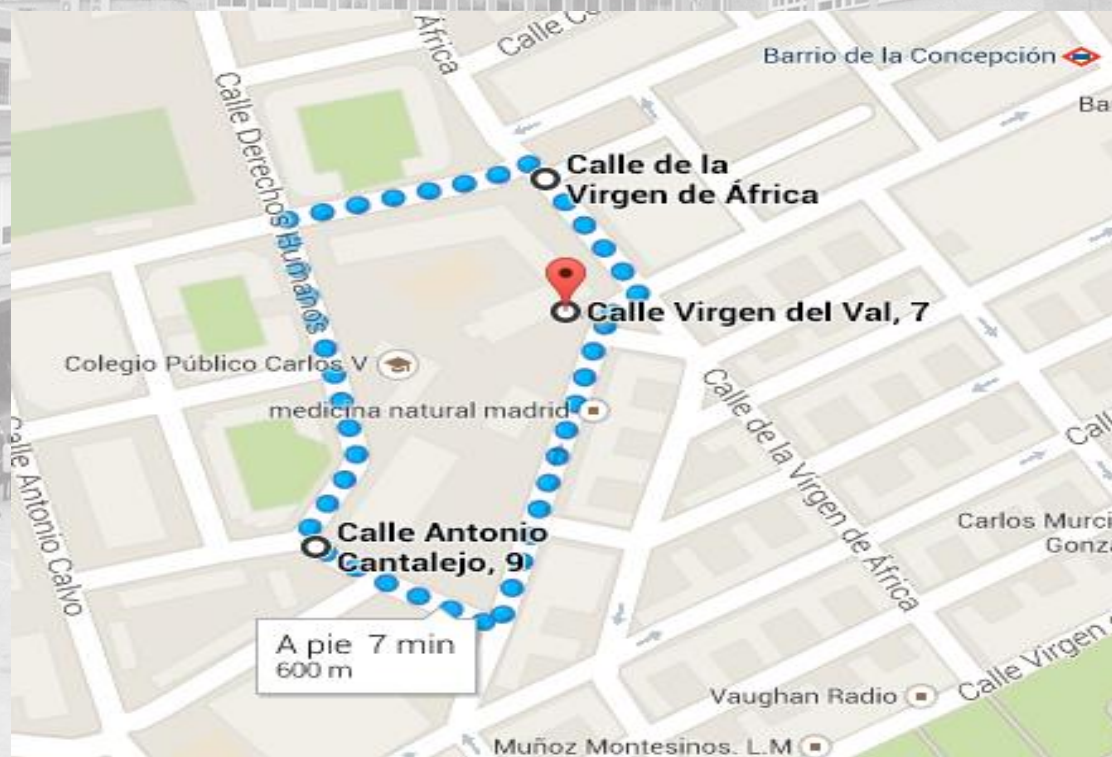 África
Calle
Barrio de la Concepción
Ba
Calle Derechos Humanos
Calle de la
Virgen de África
Calle Virgen del Val, 7
Colegio Público Carlos V
medicina natural madrid
Calle de la Virgen de África
Calle Antonio Calvo
Calle
Calle Antonio
Cantalejo, 9
Carlos Murci
Gonzá
A pie 7 min
600 m
Vaughan Radio
Calle Virgen
Muñoz Montesinos. L.M